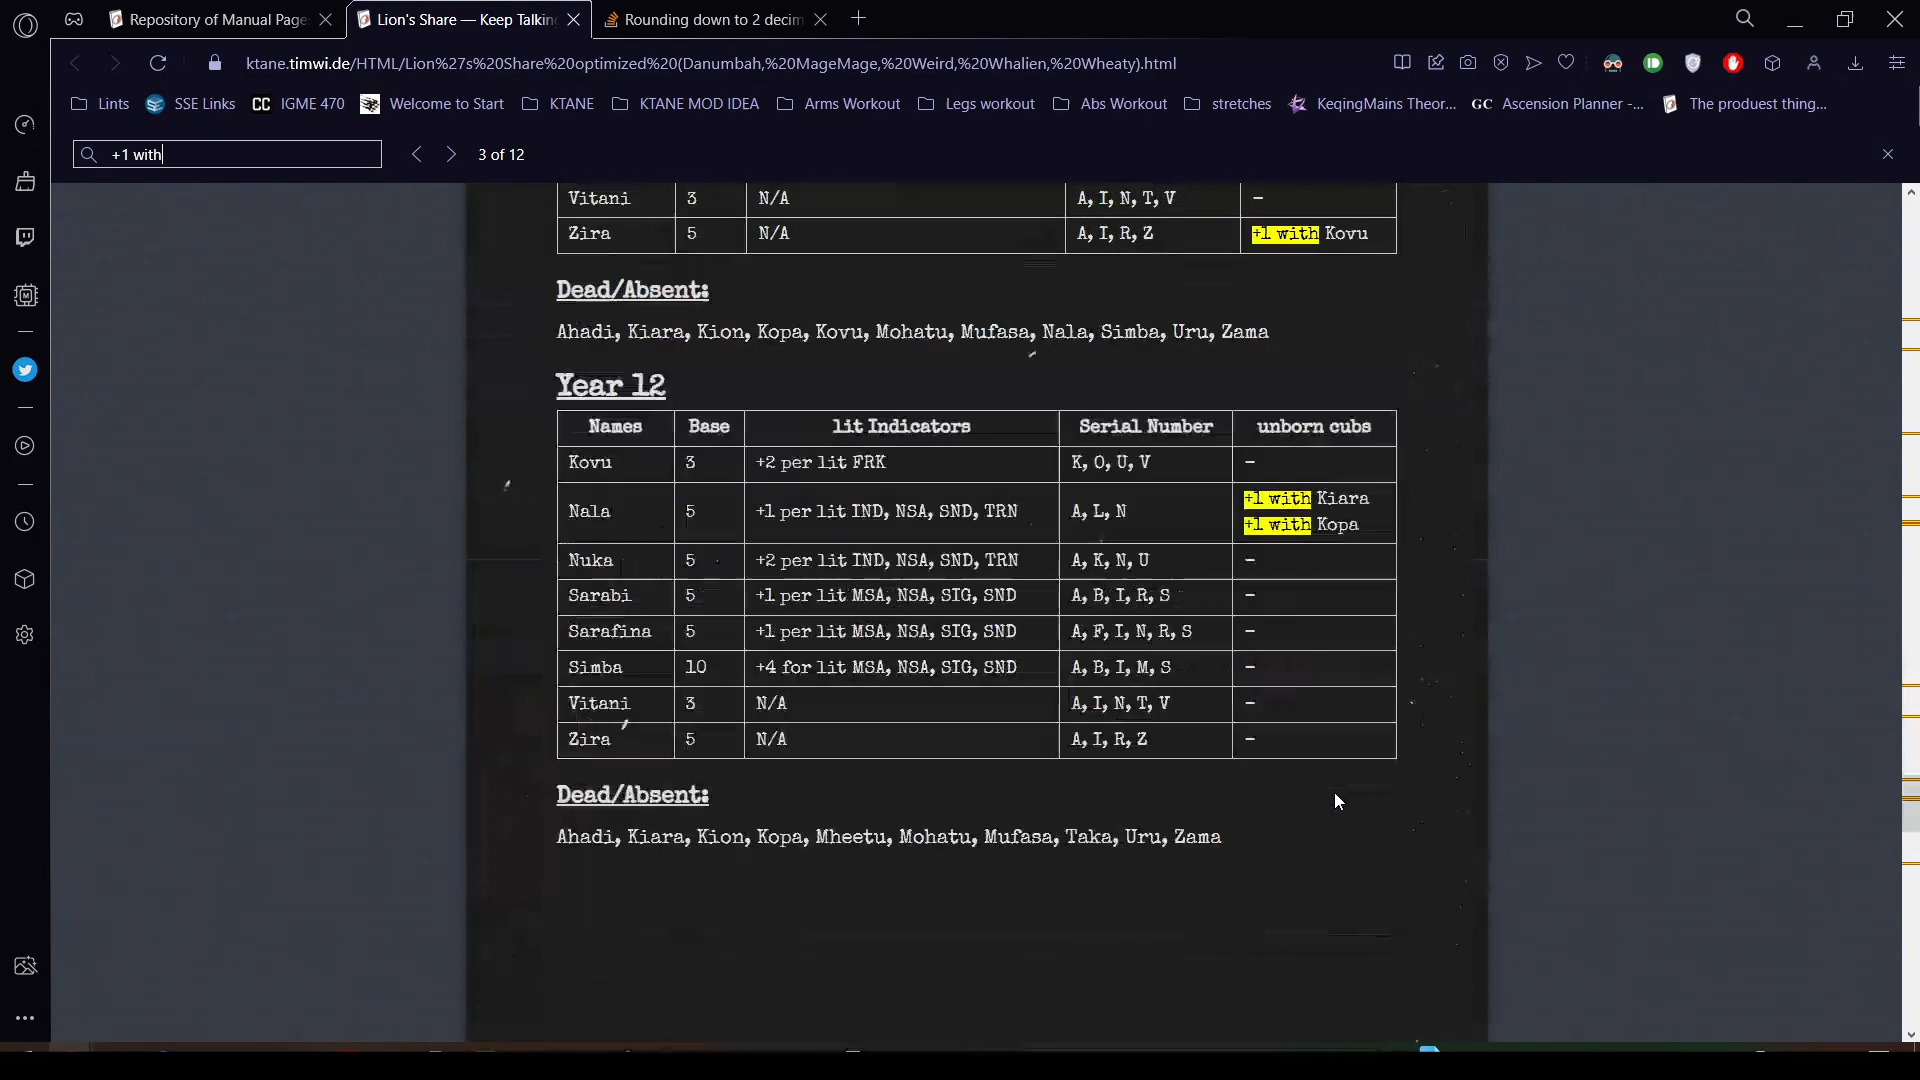 Repository of Manual Page
Lion's Share — Keep Talkin
Rounding down to 2 decim
ktane.timwi.de/HTML/Lion%27s%20Share%20optimized%20(Danumbah,%20MageMage,%20Weird,%20Whalien,%20Wheaty).html
Lints SSE Links CC IGME 470 Welcome to Start KTANE KTANE MOD IDEA Arms Workout Legs workout Abs Workout stretches KeqingMains Theor... GC Ascension Planner -... The produest thing...
+1 with 3 of 12
Vitani 3 N/A A, I, N, T, V –
Zira 5 N/A A, I, R, Z +1 with Kovu
Dead/Absent:
Ahadi, Kiara, Kion, Kopa, Kovu, Mohatu, Mufasa, Nala, Simba, Uru, Zama
Year 12
Names Base lit Indicators Serial Number unborn cubs
Kovu 3 +2 per lit FRK K, O, U, V –
Nala 5 +1 per lit IND, NSA, SND, TRN A, L, N +1 with Kiara
+1 with Kopa
Nuka 5 +2 per lit IND, NSA, SND, TRN A, K, N, U –
Sarabi 5 +1 per lit MSA, NSA, SIG, SND A, B, I, R, S –
Sarafina 5 +1 per lit MSA, NSA, SIG, SND A, F, I, N, R, S –
Simba 10 +4 for lit MSA, NSA, SIG, SND A, B, I, M, S –
Vitani 3 N/A A, I, N, T, V –
Zira 5 N/A A, I, R, Z –
Dead/Absent:
Ahadi, Kiara, Kion, Kopa, Mheetu, Mohatu, Mufasa, Taka, Uru, Zama